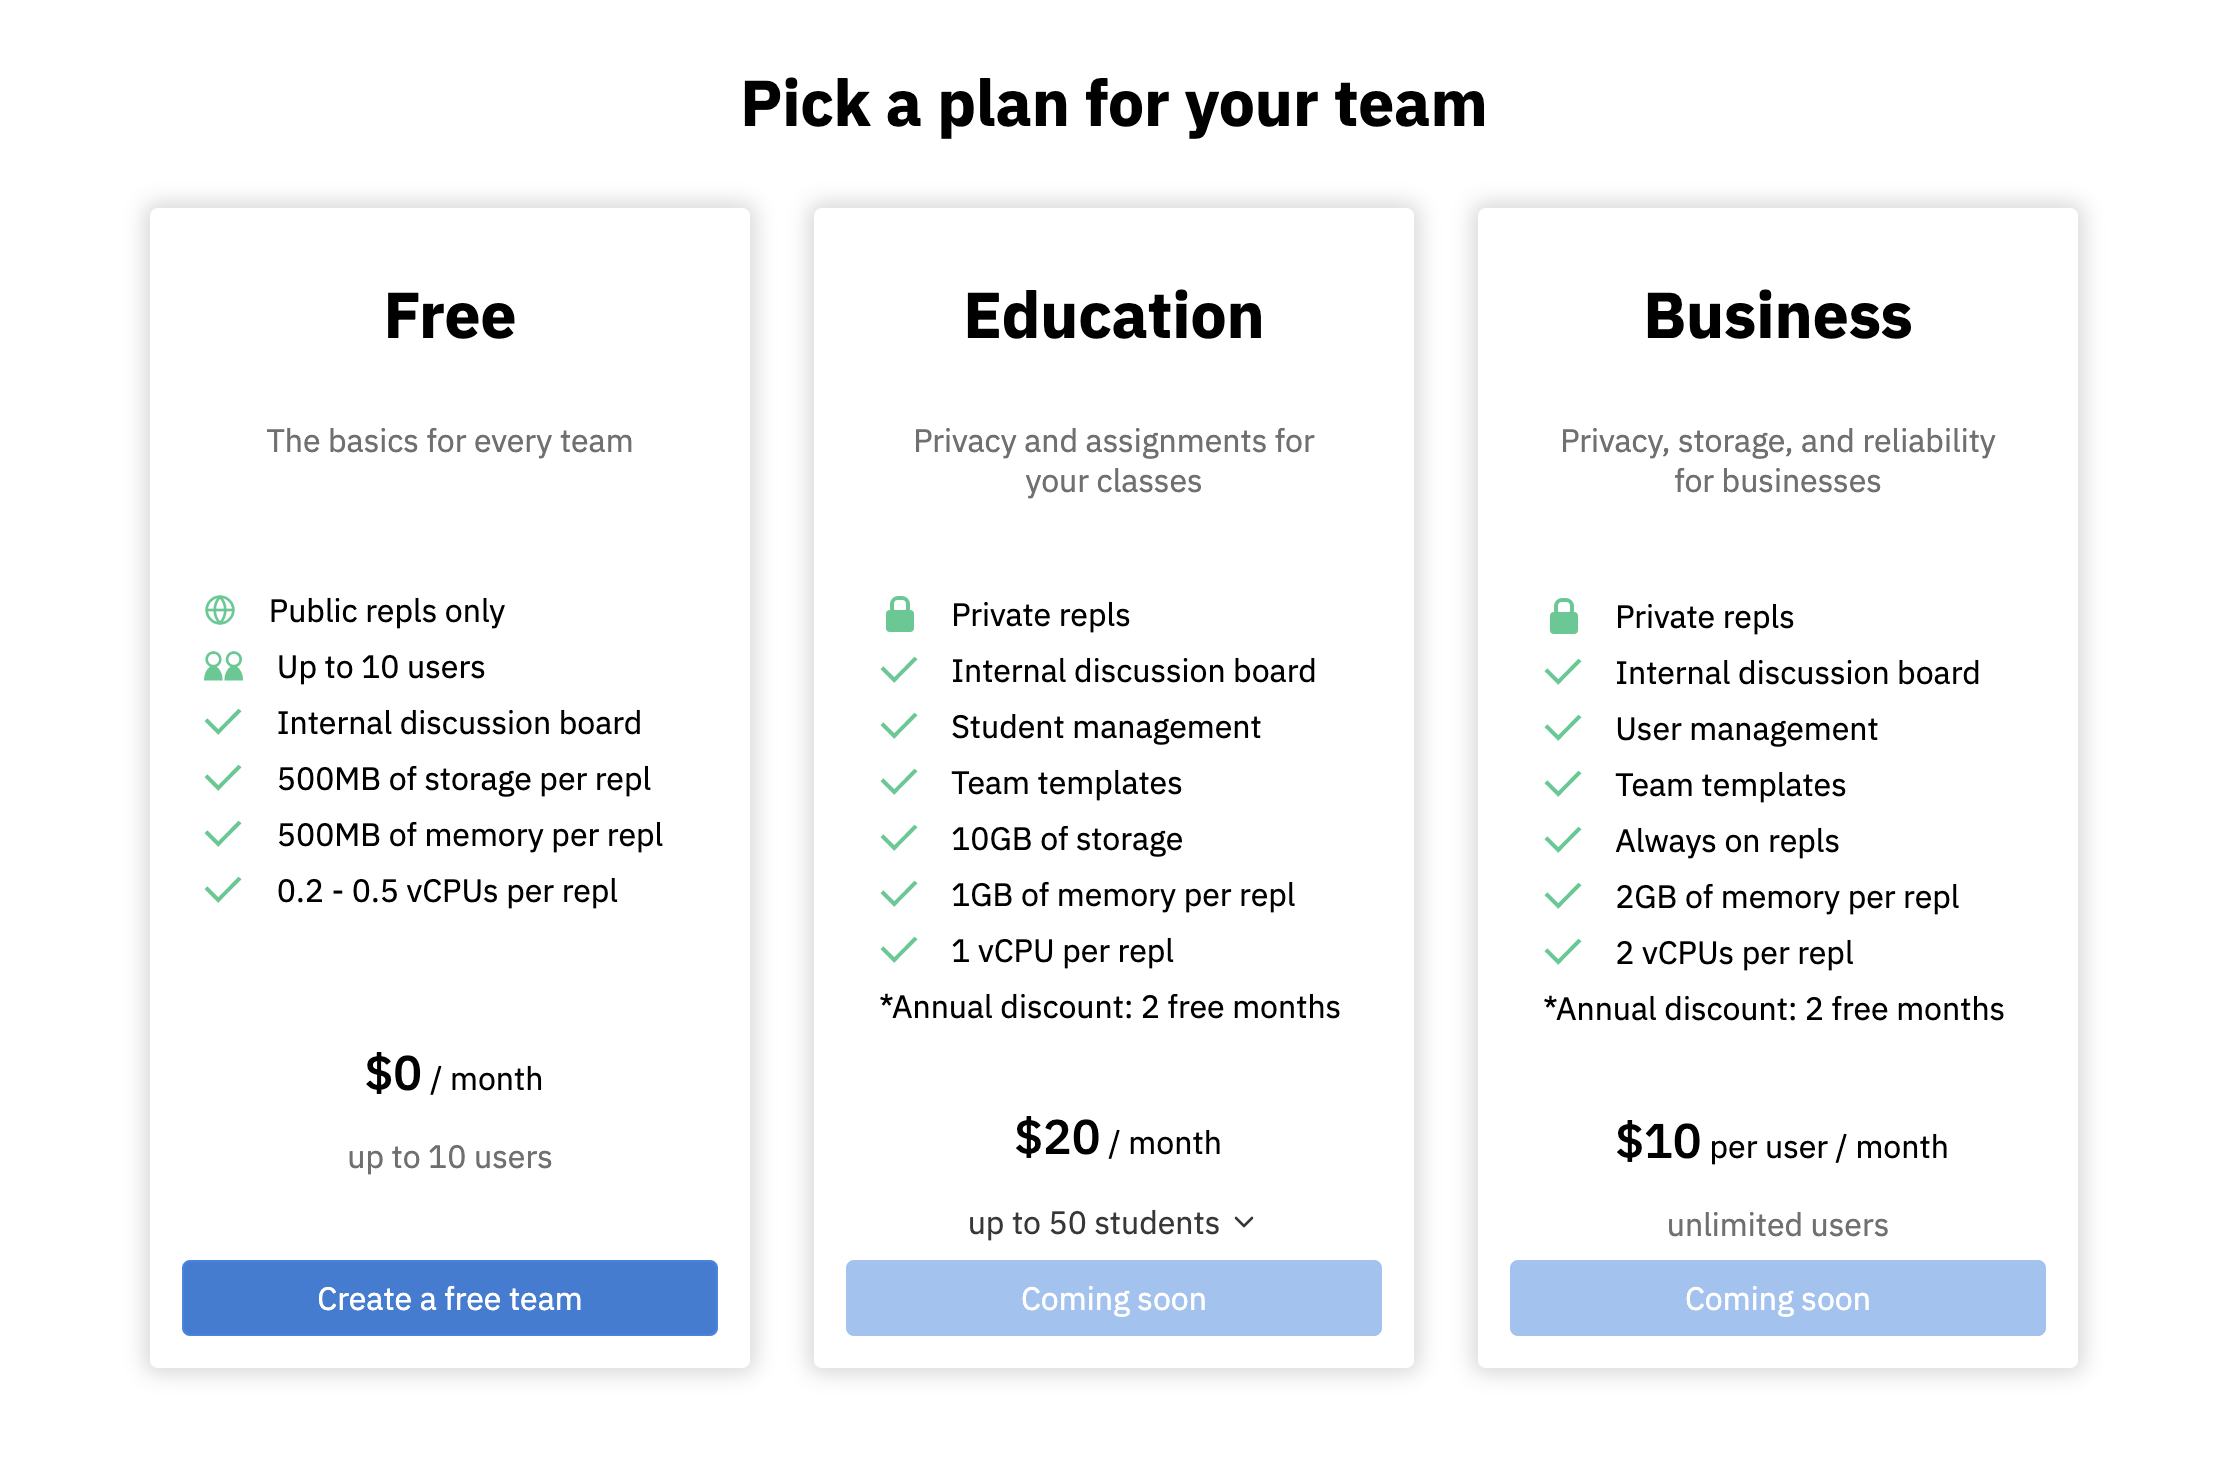 Pick a plan for your team
Free
The basics for every team
Public repls only
Up to 10 users
Internal discussion board
500MB of storage per repl
500MB of memory per repl
0.2 - 0.5 vCPUs per repl
$0 / month
up to 10 users
Create a free team
Education
Privacy and assignments for
your classes
Private repls
Internal discussion board
Student management
Team templates
10GB of storage
1GB of memory per repl
1 vCPU per repl
*Annual discount: 2 free months
$20 / month
up to 50 students
Coming soon
Business
Privacy, storage, and reliability
for businesses
Private repls
Internal discussion board
User management
Team templates
Always on repls
2GB of memory per repl
2 vCPUs per repl
*Annual discount: 2 free months
$10 per user / month
unlimited users
Coming soon